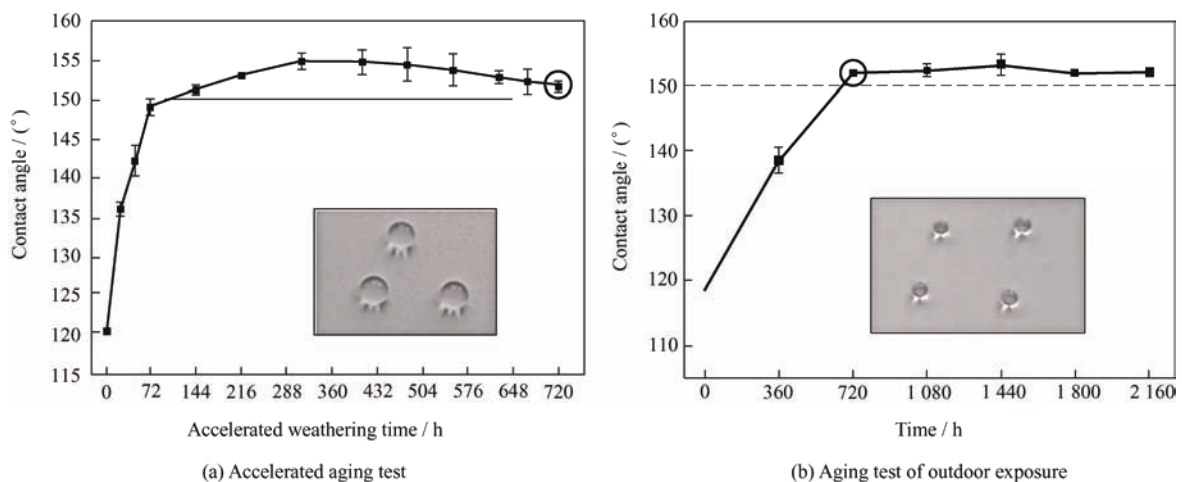 160
155
150
145
140
135
130
125
120
115
Contact angle / (°)
0 72 144 216 288 360 432 504 576 648 720
Accelerated weathering time / h
(a) Accelerated aging test
160
150
140
130
120
110
Contact angle / (°)
0 360 720 1 080 1 440 1 800 2 160
Time / h
(b) Aging test of outdoor exposure